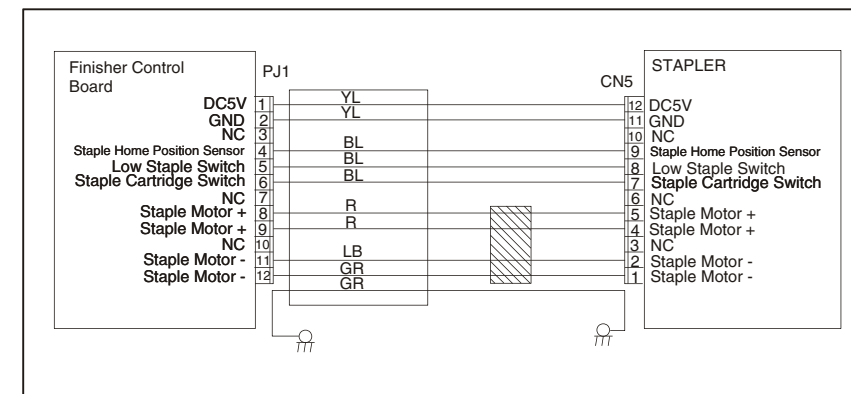 Finisher Control
Board
PJ1
DC5V 1
GND 2
NC 3
Staple Home Position Sensor 4
Low Staple Switch 5
Staple Cartridge Switch 6
NC 7
Staple Motor + 8
Staple Motor + 9
NC 10
Staple Motor - 11
Staple Motor - 12
YL
YL
BL
BL
BL
R
R
LB
GR
GR
CN5
STAPLER
12 DC5V
11 GND
10 NC
9 Staple Home Position Sensor
8 Low Staple Switch
7 Staple Cartridge Switch
6 NC
5 Staple Motor +
4 Staple Motor +
3 NC
2 Staple Motor -
1 Staple Motor -